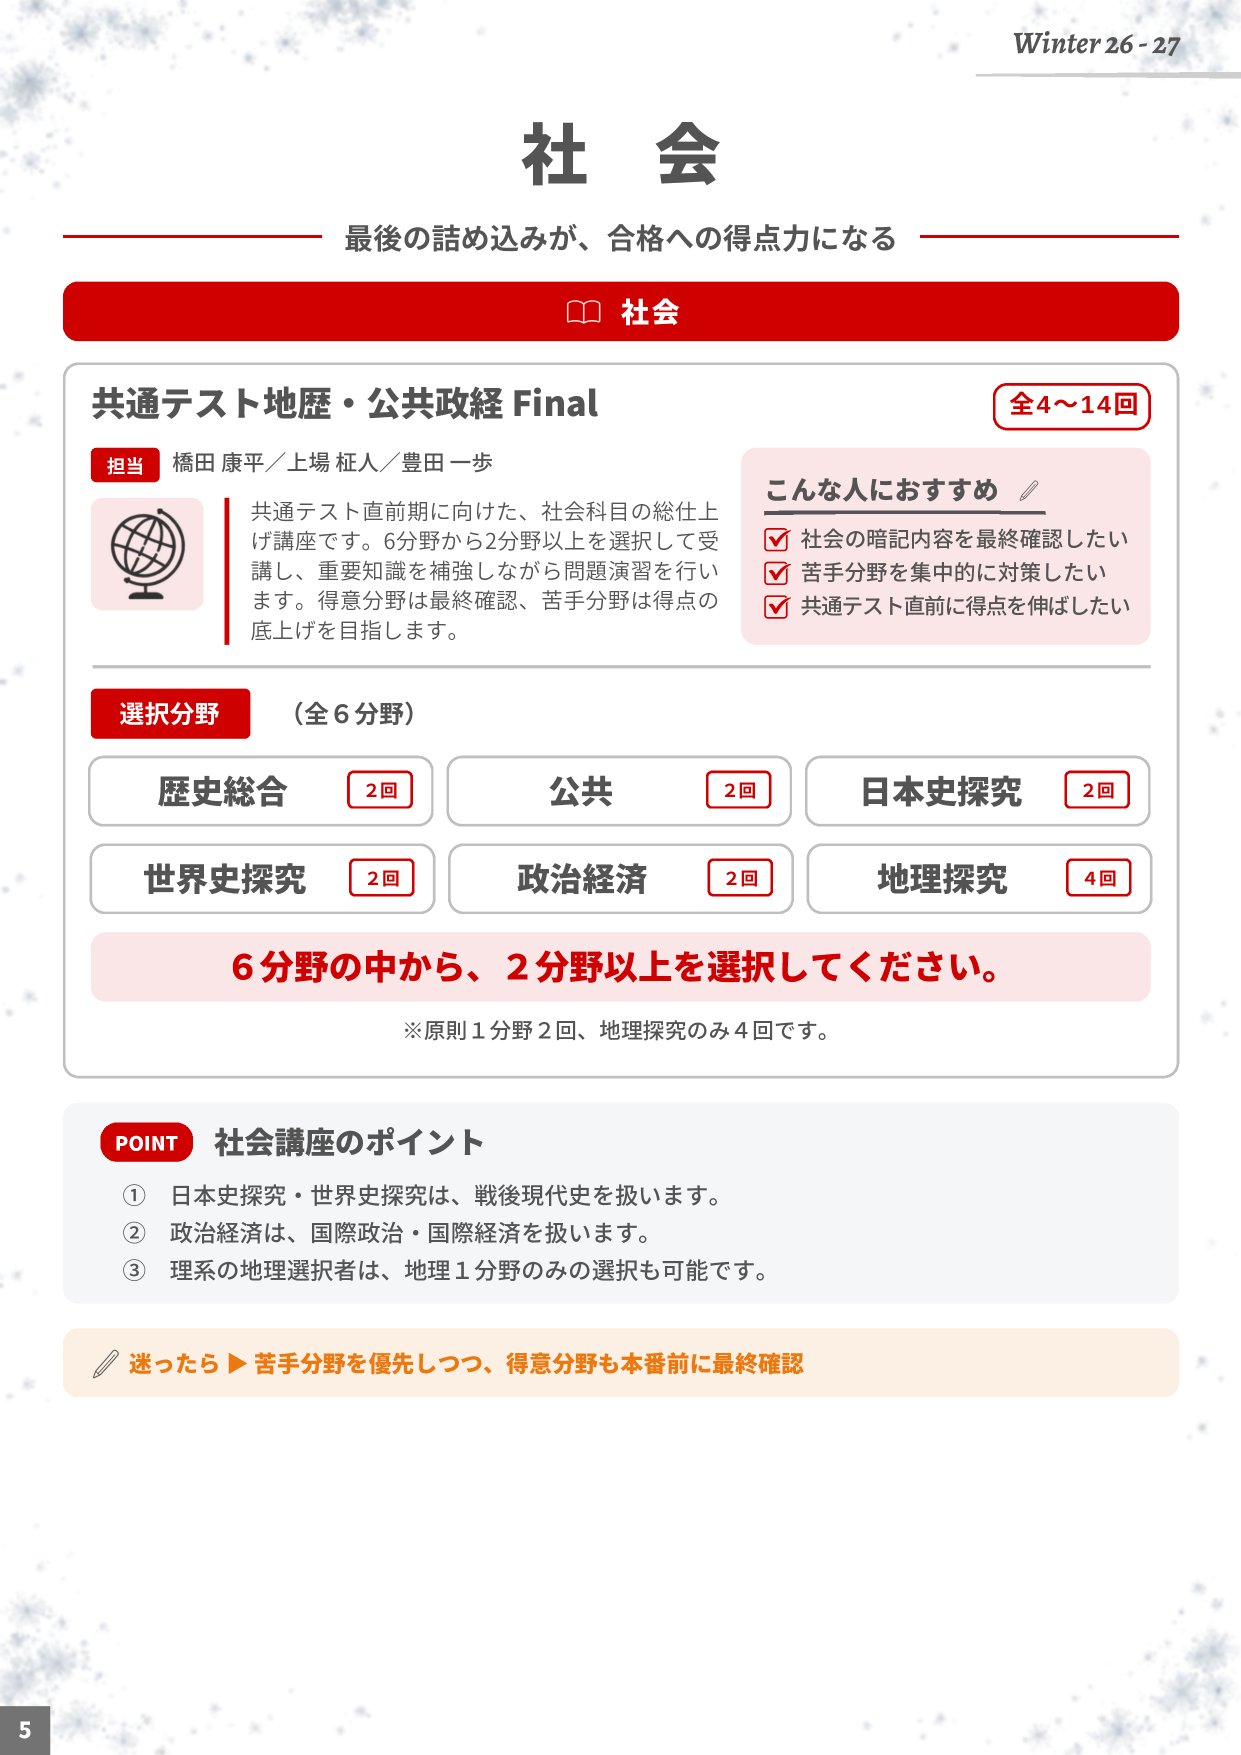 Winter 26 - 27
社 会
最後の詰め込みが、合格への得点力になる
社会
共通テスト地歴・公共政経 Final
全4〜14回
担当 橋田 康平／上場 柾人／豊田 一歩
共通テスト直前期に向けた、社会科目の総仕上
げ講座です。6分野から2分野以上を選択して受
講し、重要知識を補強しながら問題演習を行い
ます。得意分野は最終確認、苦手分野は得点の
底上げを目指します。
こんな人におすすめ
社会の暗記内容を最終確認したい
苦手分野を集中的に対策したい
共通テスト直前に得点を伸ばしたい
選択分野 （全６分野）
歴史総合 2回
公共 2回
日本史探究 2回
世界史探究 2回
政治経済 2回
地理探究 4回
６分野の中から、２分野以上を選択してください。
※原則１分野２回、地理探究のみ４回です。
POINT 社会講座のポイント
① 日本史探究・世界史探究は、戦後現代史を扱います。
② 政治経済は、国際政治・国際経済を扱います。
③ 理系の地理選択者は、地理１分野のみの選択も可能です。
迷ったら ▶ 苦手分野を優先しつつ、得意分野も本番前に最終確認
5